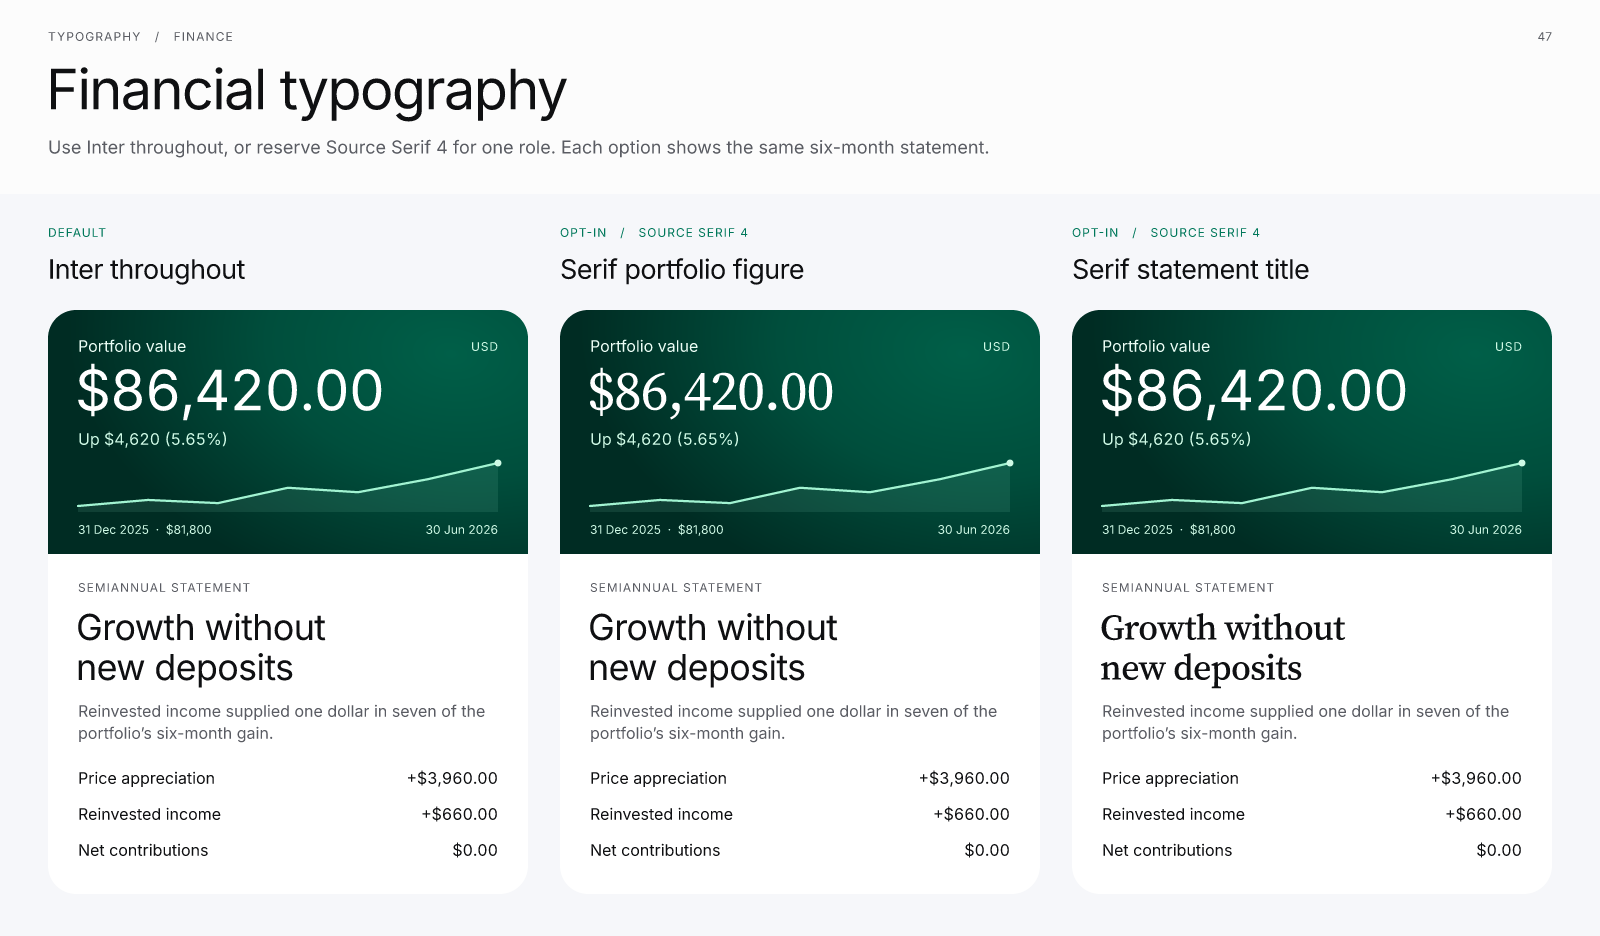 TYPOGRAPHY / FINANCE
47
Financial typography
Use Inter throughout, or reserve Source Serif 4 for one role. Each option shows the same six-month statement.
DEFAULT
Inter throughout
Portfolio value
USD
$86,420.00
Up $4,620 (5.65%)
31 Dec 2025 · $81,800
30 Jun 2026
SEMIANNUAL STATEMENT
Growth without
new deposits
Reinvested income supplied one dollar in seven of the
portfolio’s six-month gain.
Price appreciation +$3,960.00
Reinvested income +$660.00
Net contributions $0.00
OPT-IN / SOURCE SERIF 4
Serif portfolio figure
Portfolio value
USD
$86,420.00
Up $4,620 (5.65%)
31 Dec 2025 · $81,800
30 Jun 2026
SEMIANNUAL STATEMENT
Growth without
new deposits
Reinvested income supplied one dollar in seven of the
portfolio’s six-month gain.
Price appreciation +$3,960.00
Reinvested income +$660.00
Net contributions $0.00
OPT-IN / SOURCE SERIF 4
Serif statement title
Portfolio value
USD
$86,420.00
Up $4,620 (5.65%)
31 Dec 2025 · $81,800
30 Jun 2026
SEMIANNUAL STATEMENT
Growth without
new deposits
Reinvested income supplied one dollar in seven of the
portfolio’s six-month gain.
Price appreciation +$3,960.00
Reinvested income +$660.00
Net contributions $0.00